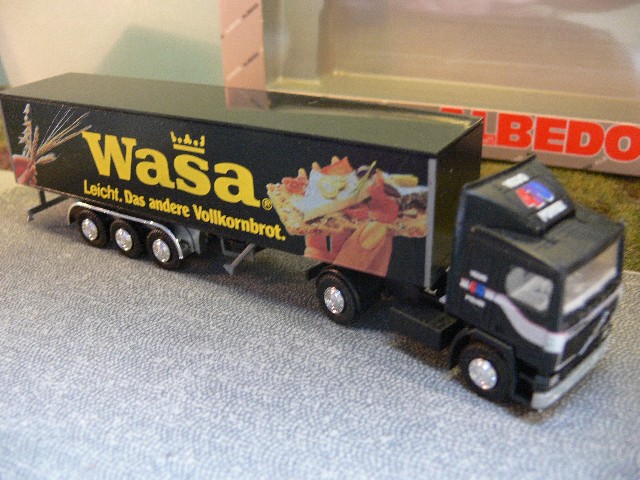 Wasa®
Leicht. Das andere Vollkornbrot.
ALBEDO